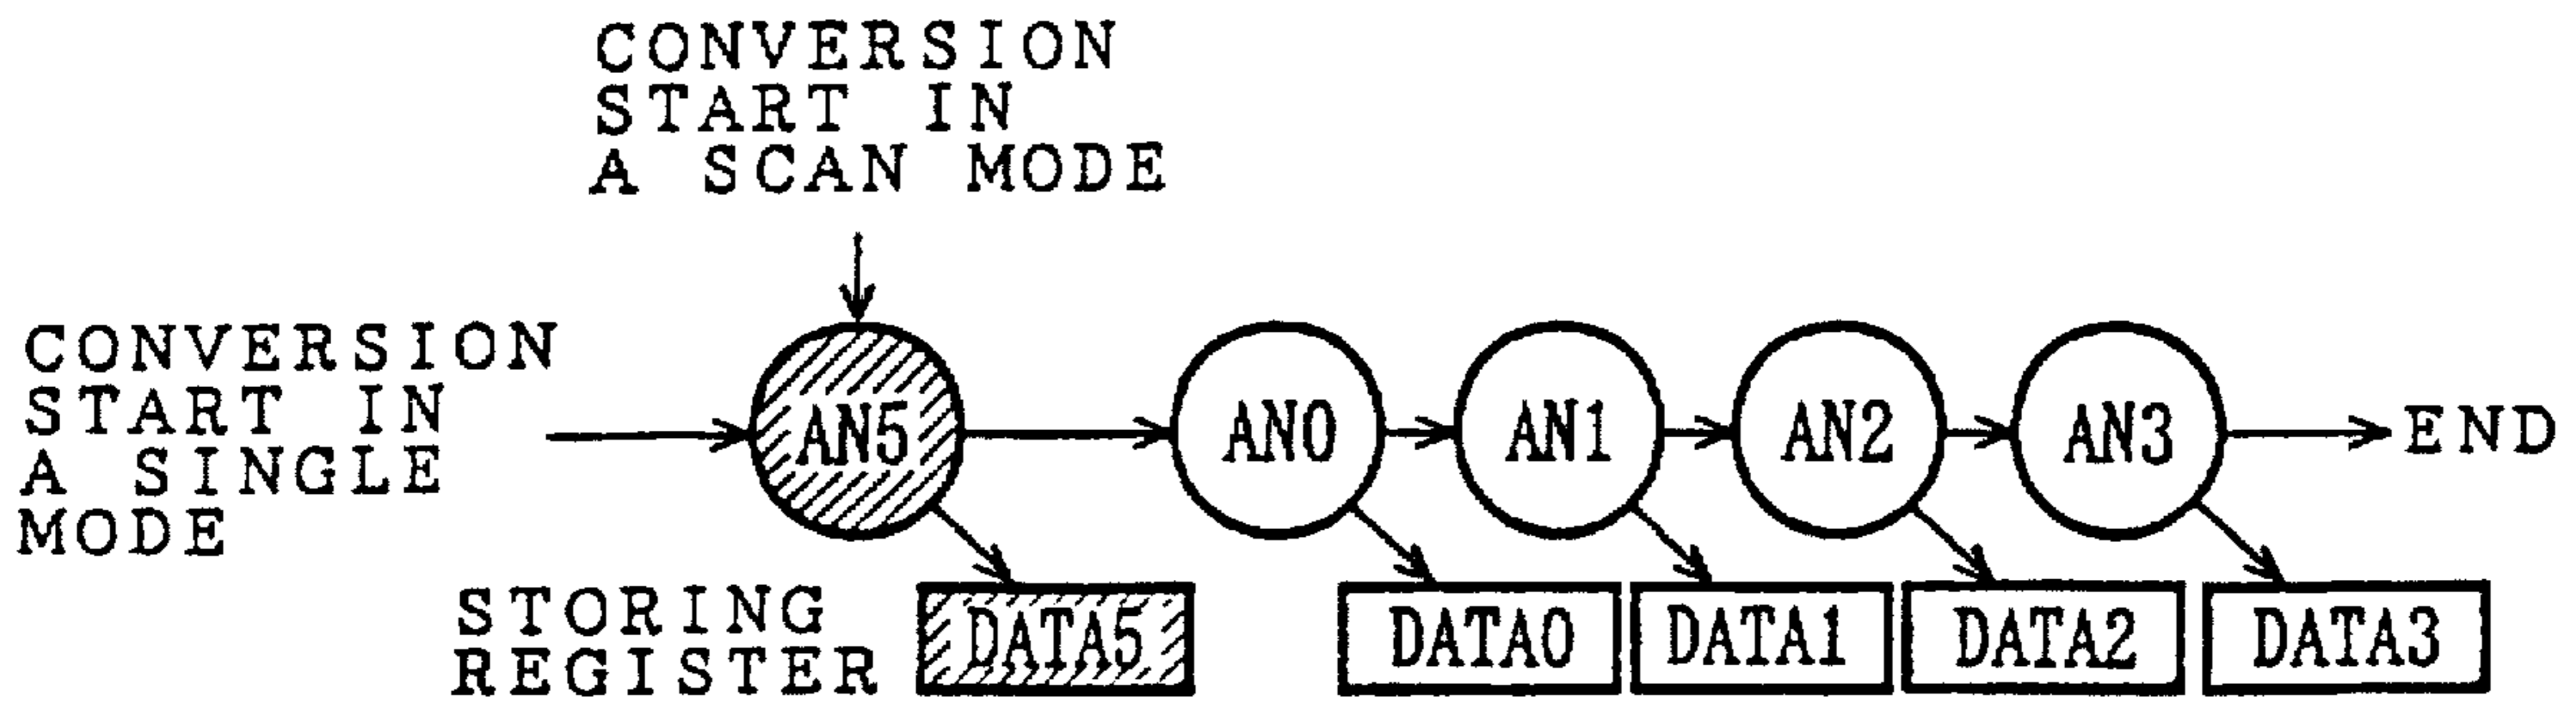 CONVERSION
START IN
A SCAN MODE
CONVERSION
START IN
A SINGLE
MODE
AN5
AN0
AN1
AN2
AN3
END
STORING
REGISTER
DATA5
DATA0
DATA1
DATA2
DATA3